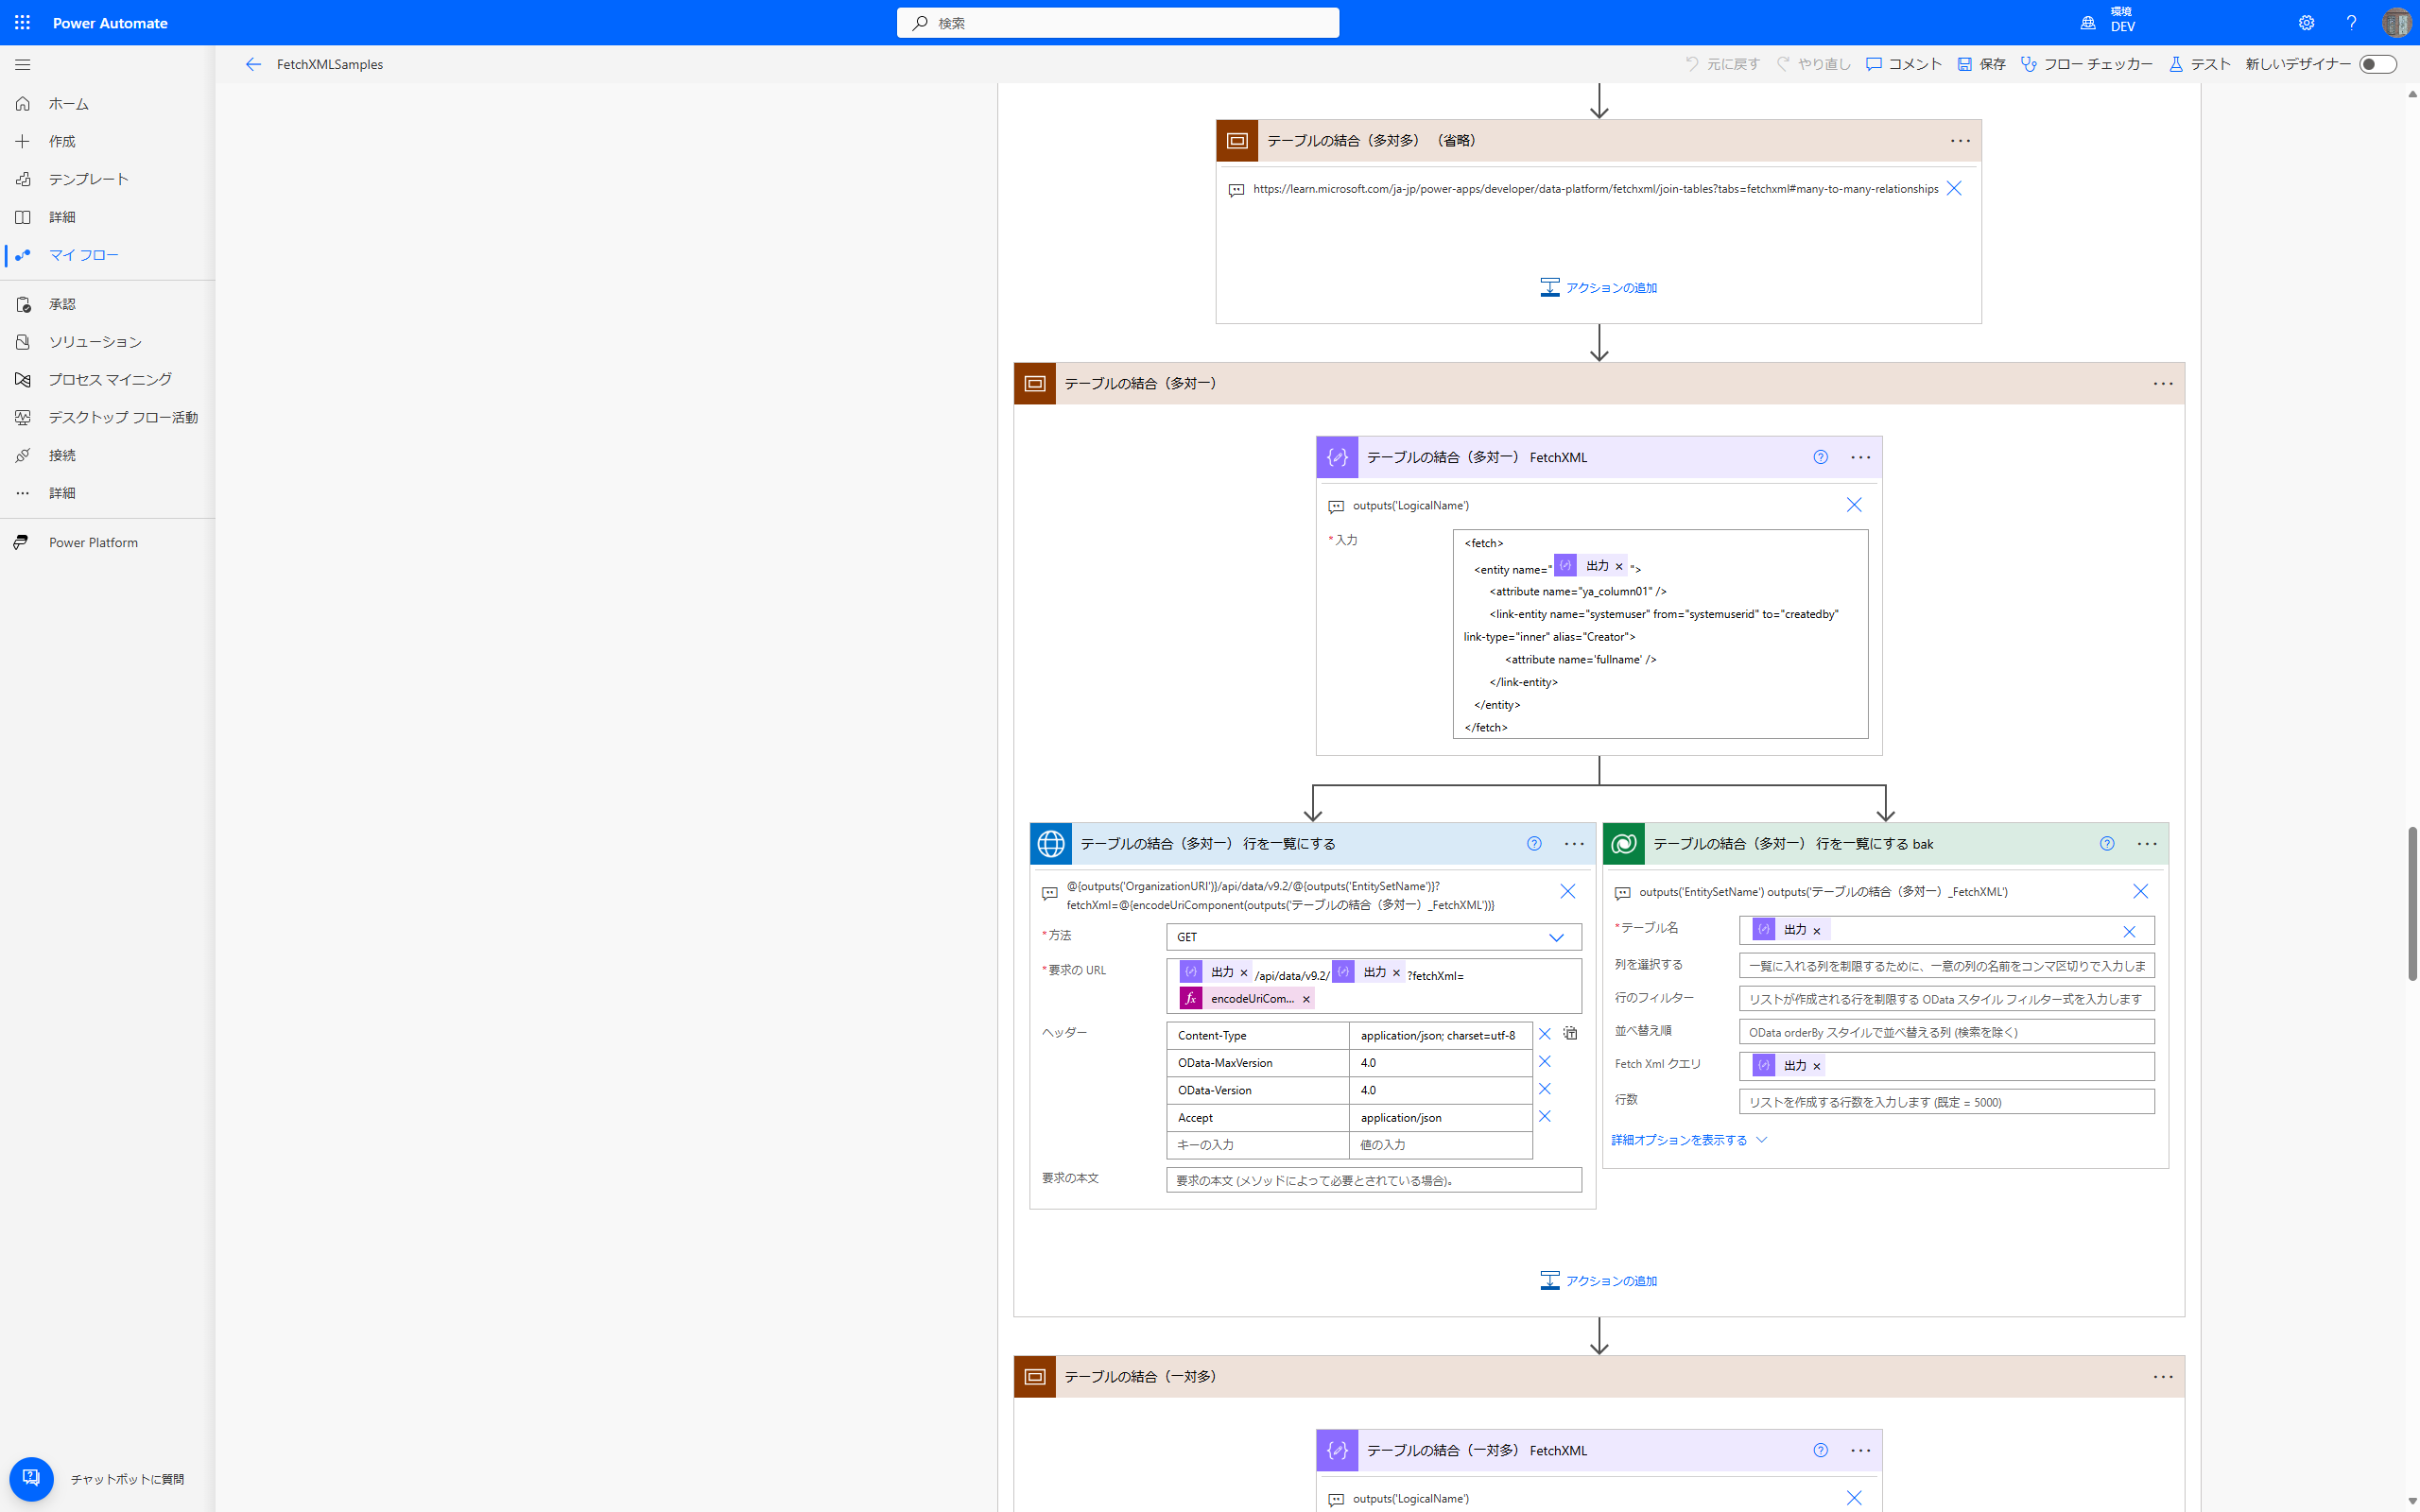 Power Automate
検索
環境
DEV
FetchXMLSamples
元に戻す
やり直し
コメント
保存
フロー チェッカー
テスト
新しいデザイナー
ホーム
作成
テンプレート
詳細
マイ フロー
承認
ソリューション
プロセス マイニング
デスクトップ フロー活動
接続
詳細
Power Platform
チャットボットに質問
テーブルの結合（多対多）（省略）
https://learn.microsoft.com/ja-jp/power-apps/developer/data-platform/fetchxml/join-tables?tabs=fetchxml#many-to-many-relationships
アクションの追加
テーブルの結合（多対一）
テーブルの結合（多対一） FetchXML
outputs('LogicalName')
*入力
<fetch>
<entity name="出力 ×">
<attribute name="ya_column01" />
<link-entity name="systemuser" from="systemuserid" to="createdby"
link-type="inner" alias="Creator">
<attribute name='fullname' />
</link-entity>
</entity>
</fetch>
テーブルの結合（多対一） 行を一覧にする
@{outputs('OrganizationURI')}/api/data/v9.2/@{outputs('EntitySetName')}?
fetchXml=@{encodeUriComponent(outputs('テーブルの結合（多対一）_FetchXML'))}
*方法
GET
*要求の URL
出力 × /api/data/v9.2/ 出力 × ?fetchXml=
fx encodeUriCom... ×
ヘッダー
Content-Type application/json; charset=utf-8
OData-MaxVersion 4.0
OData-Version 4.0
Accept application/json
キーの入力 値の入力
要求の本文
要求の本文 (メソッドによって必要とされている場合)。
テーブルの結合（多対一） 行を一覧にする bak
outputs('EntitySetName') outputs('テーブルの結合（多対一）_FetchXML')
*テーブル名
出力 ×
列を選択する
一覧に入れる列を制限するために、一意の列の名前をコンマ区切りで入力しま
行のフィルター
リストが作成される行を制限する OData スタイル フィルター式を入力します
並べ替え順
OData orderBy スタイルで並べ替える列 (検索を除く)
Fetch Xml クエリ
出力 ×
行数
リストを作成する行数を入力します (既定 = 5000)
詳細オプションを表示する
アクションの追加
テーブルの結合（一対多）
テーブルの結合（一対多） FetchXML
outputs('LogicalName')